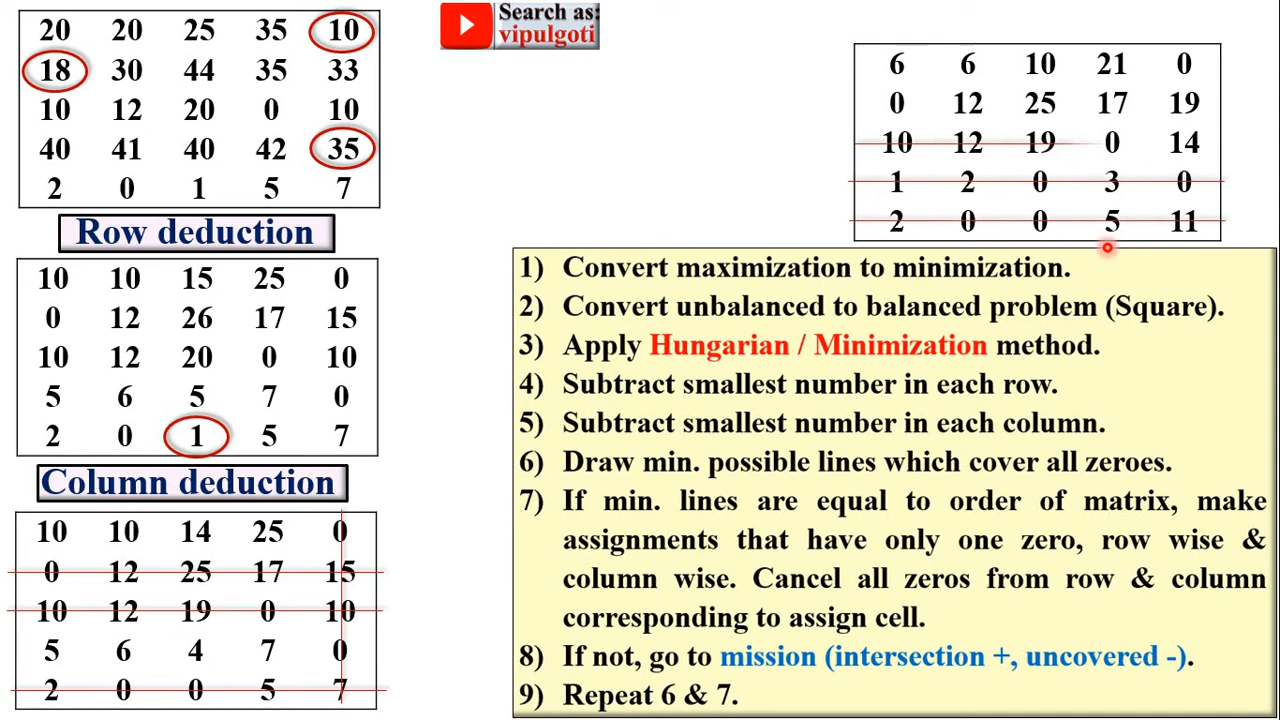 20 20 25 35 10
18 30 44 35 33
10 12 20 0 10
40 41 40 42 35
2 0 1 5 7
Row deduction
10 10 15 25 0
0 12 26 17 15
10 12 20 0 10
5 6 5 7 0
2 0 1 5 7
Column deduction
10 10 14 25 0
0 12 25 17 15
10 12 19 0 10
5 6 4 7 0
2 0 0 5 7
Search as:
vipulgoti
6 6 10 21 0
0 12 25 17 19
10 12 19 0 14
1 2 0 3 0
2 0 0 5 11
1) Convert maximization to minimization.
2) Convert unbalanced to balanced problem (Square).
3) Apply Hungarian / Minimization method.
4) Subtract smallest number in each row.
5) Subtract smallest number in each column.
6) Draw min. possible lines which cover all zeroes.
7) If min. lines are equal to order of matrix, make
assignments that have only one zero, row wise &
column wise. Cancel all zeros from row & column
corresponding to assign cell.
8) If not, go to mission (intersection +, uncovered -).
9) Repeat 6 & 7.